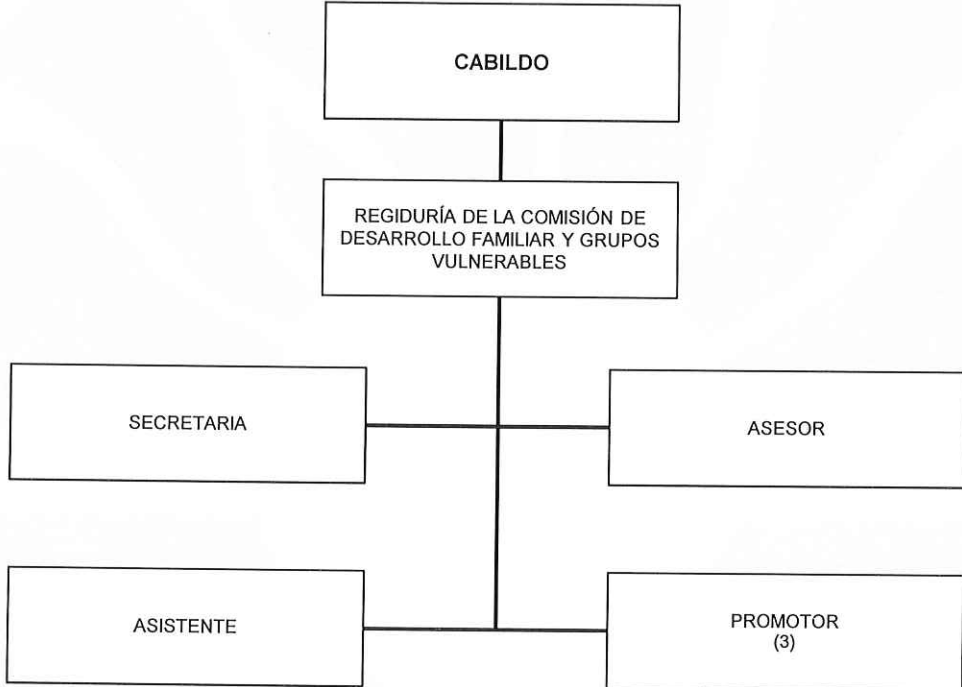 CABILDO
REGIDURÍA DE LA COMISIÓN DE
DESARROLLO FAMILIAR Y GRUPOS
VULNERABLES
SECRETARIA
ASESOR
ASISTENTE
PROMOTOR
(3)